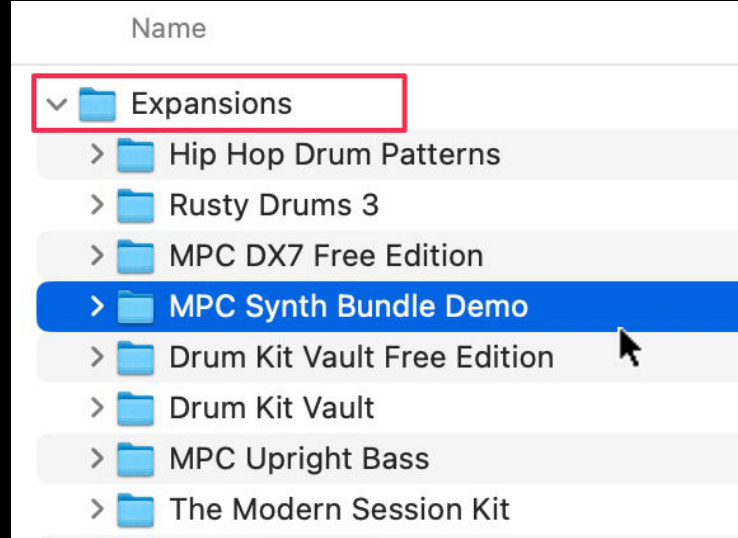 Name
Expansions
Hip Hop Drum Patterns
Rusty Drums 3
MPC DX7 Free Edition
MPC Synth Bundle Demo
Drum Kit Vault Free Edition
Drum Kit Vault
MPC Upright Bass
The Modern Session Kit